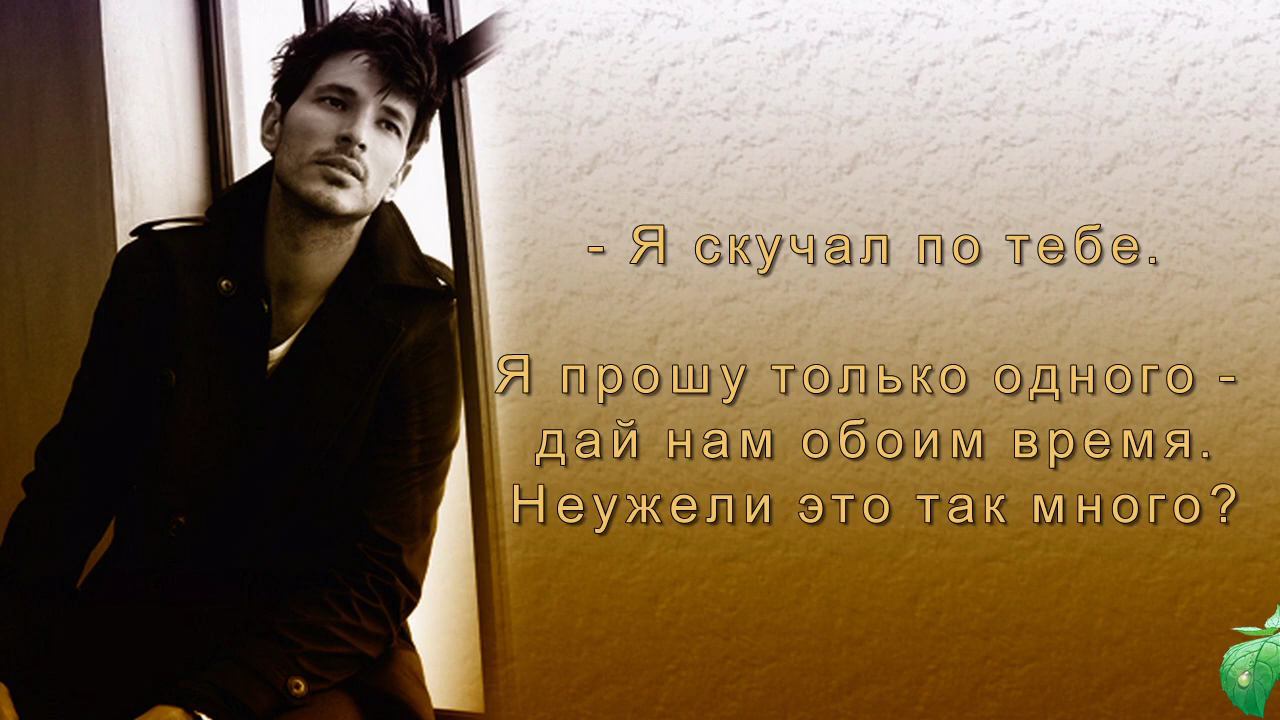 - Я скучал по тебе.
Я прошу только одного -
дай нам обоим время.
Неужели это так много?